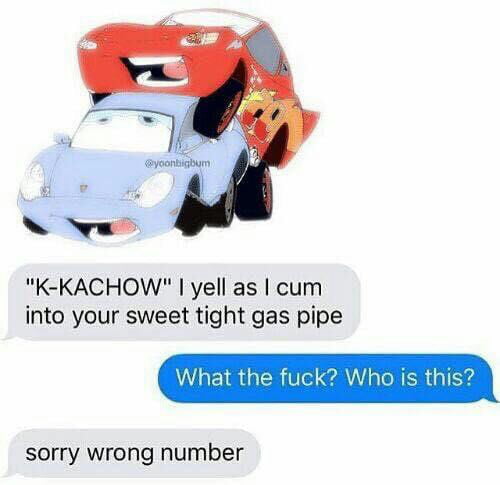 @yoonbigbum
"K-KACHOW" I yell as I cum
into your sweet tight gas pipe
What the fuck? Who is this?
sorry wrong number